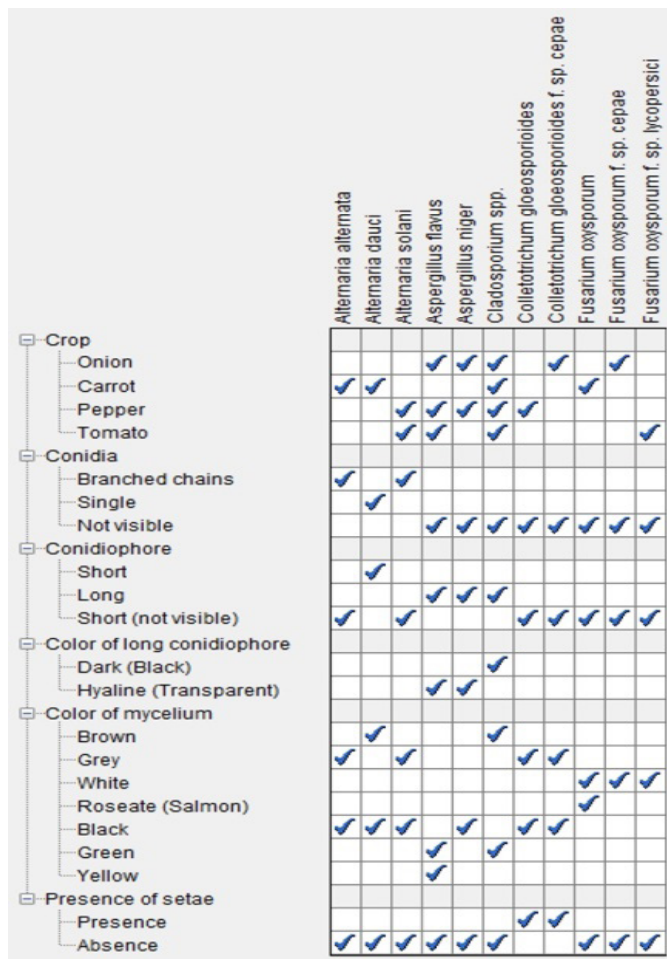 Alternaria alternata
Alternaria dauci
Alternaria solani
Aspergillus flavus
Aspergillus niger
Cladosporium spp.
Colletotrichum gloeosporioides
Colletotrichum gloeosporioides f. sp. cepae
Fusarium oxysporum
Fusarium oxysporum f. sp. cepae
Fusarium oxysporum f. sp. lycopersici
Crop
Onion
Carrot
Pepper
Tomato
Conidia
Branched chains
Single
Not visible
Conidiophore
Short
Long
Short (not visible)
Color of long conidiophore
Dark (Black)
Hyaline (Transparent)
Color of mycelium
Brown
Grey
White
Roseate (Salmon)
Black
Green
Yellow
Presence of setae
Presence
Absence